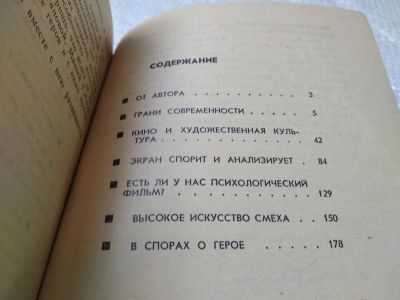 СОДЕРЖАНИЕ
ОТ АВТОРА . . . . . . . . . . 3
ГРАНИ СОВРЕМЕННОСТИ . . . . . 5
КИНО И ХУДОЖЕСТВЕННАЯ КУЛЬ-
ТУРА . . . . . . . . . . . . 42
ЭКРАН СПОРИТ И АНАЛИЗИРУЕТ . 84
ЕСТЬ ЛИ У НАС ПСИХОЛОГИЧЕСКИЙ
ФИЛЬМ? . . . . . . . . . . . 129
ВЫСОКОЕ ИСКУССТВО СМЕХА . . . 150
В СПОРАХ О ГЕРОЕ . . . . . . 178